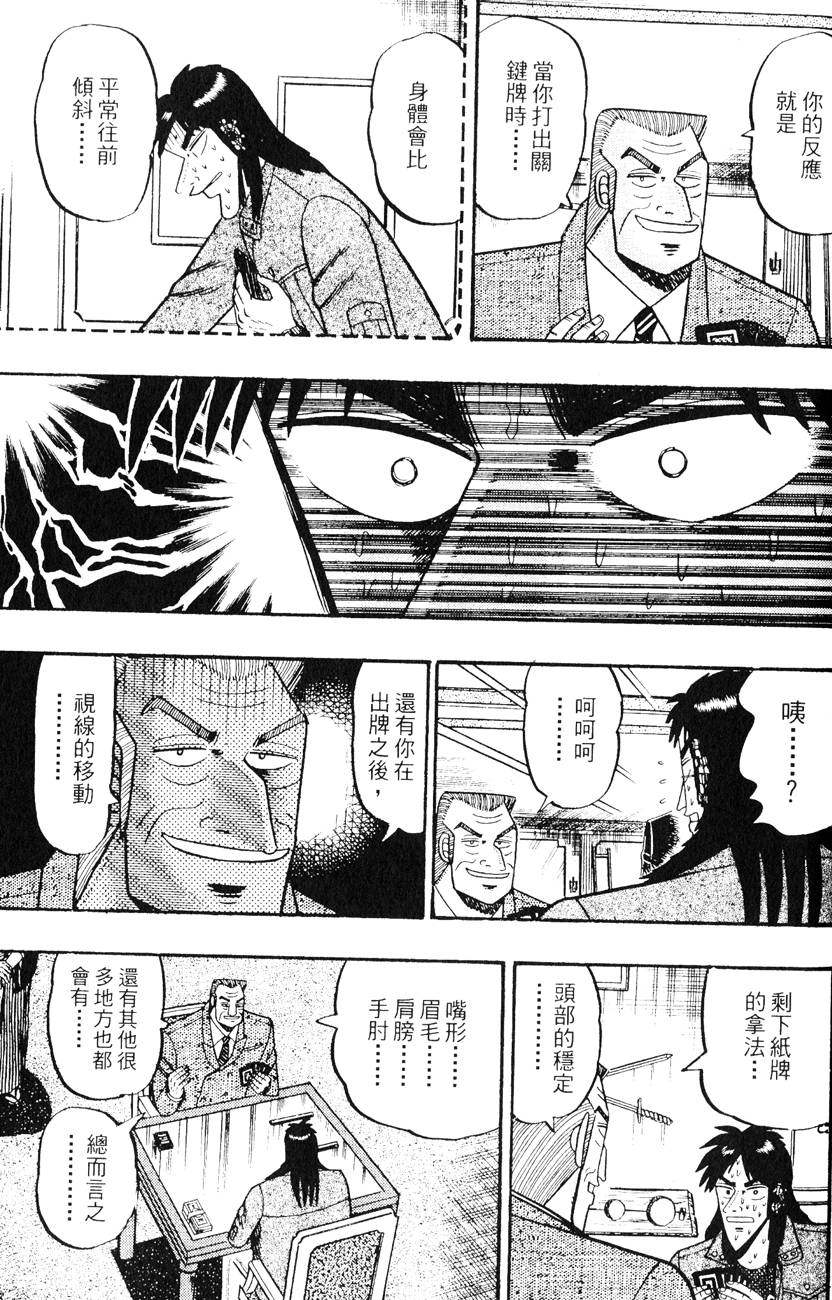 你的反應
就是
當你打出關
鍵牌時……
身體會比
平常往前
傾斜……
咦……?
呵呵呵
………
還有你在
出牌之後,
視線的移動
………
剩下紙牌
的拿法……
頭部的穩定
………
嘴形……
眉毛……
肩膀……
手肘……
還有其他很
多地方也都
會有……
總而言之
………